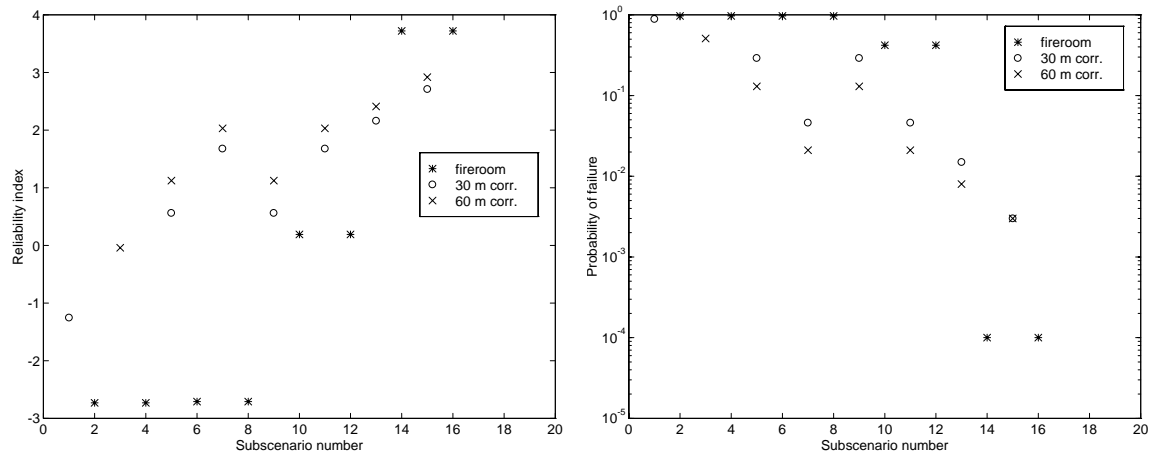 4
3
2
1
0
-1
-2
-3
0 2 4 6 8 10 12 14 16 18 20
Reliability index
Subscenario number
fireroom
30 m corr.
60 m corr.
10^0
10^-1
10^-2
10^-3
10^-4
10^-5
0 2 4 6 8 10 12 14 16 18 20
Probability of failure
Subscenario number
fireroom
30 m corr.
60 m corr.